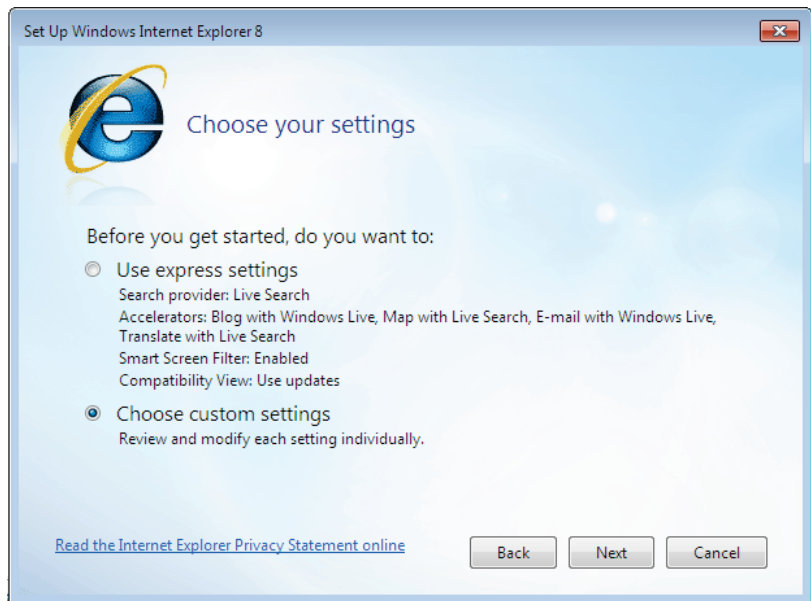 Set Up Windows Internet Explorer 8
Choose your settings
Before you get started, do you want to:
Use express settings
Search provider: Live Search
Accelerators: Blog with Windows Live, Map with Live Search, E-mail with Windows Live,
Translate with Live Search
Smart Screen Filter: Enabled
Compatibility View: Use updates
Choose custom settings
Review and modify each setting individually.
Read the Internet Explorer Privacy Statement online
Back Next Cancel